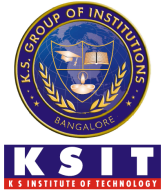 K.S. GROUP OF INSTITUTIONS
BANGALORE
KSIT
K S INSTITUTE OF TECHNOLOGY